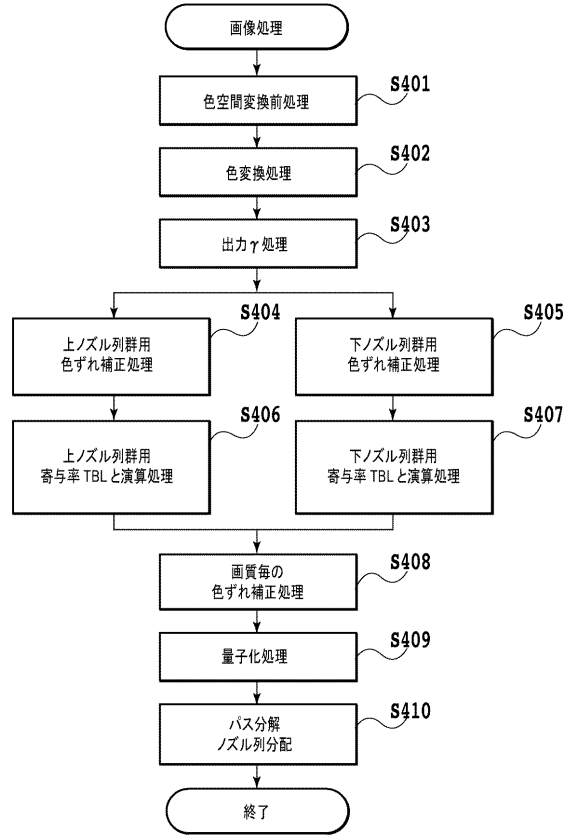 画像処理
色空間変換前処理
S401
色変換処理
S402
出力γ処理
S403
上ノズル列群用
色ずれ補正処理
S404
下ノズル列群用
色ずれ補正処理
S405
上ノズル列群用
寄与率TBLと演算処理
S406
下ノズル列群用
寄与率TBLと演算処理
S407
画質毎の
色ずれ補正処理
S408
量子化処理
S409
パス分解
ノズル列分配
S410
終了